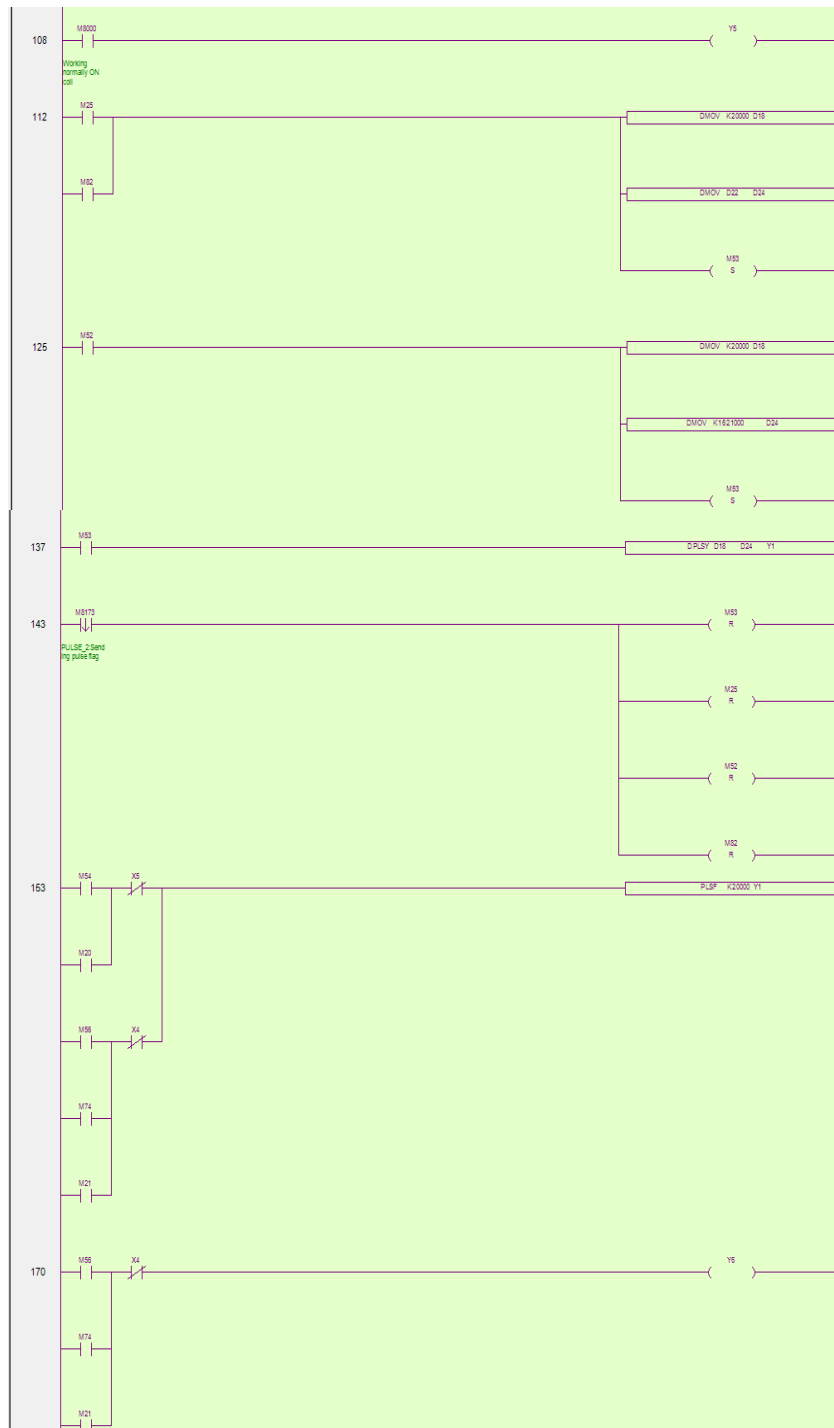 M8000
Y5
108
Working
normally ON
coil
M25
112
DMOV K20000 D18
M82
DMOV D22 D24
M53
S
M52
125
DMOV K20000 D18
DMOV K1621000 D24
M53
S
M53
137
DPLSY D18 D24 Y1
M8173
M53
143
R
PULSE_2:Send
ing pulse flag
M25
R
M52
R
M82
R
M54 X5
153
PLSF K20000 Y1
M20
M56 X4
M74
M21
M56 X4
Y6
170
M74
M21